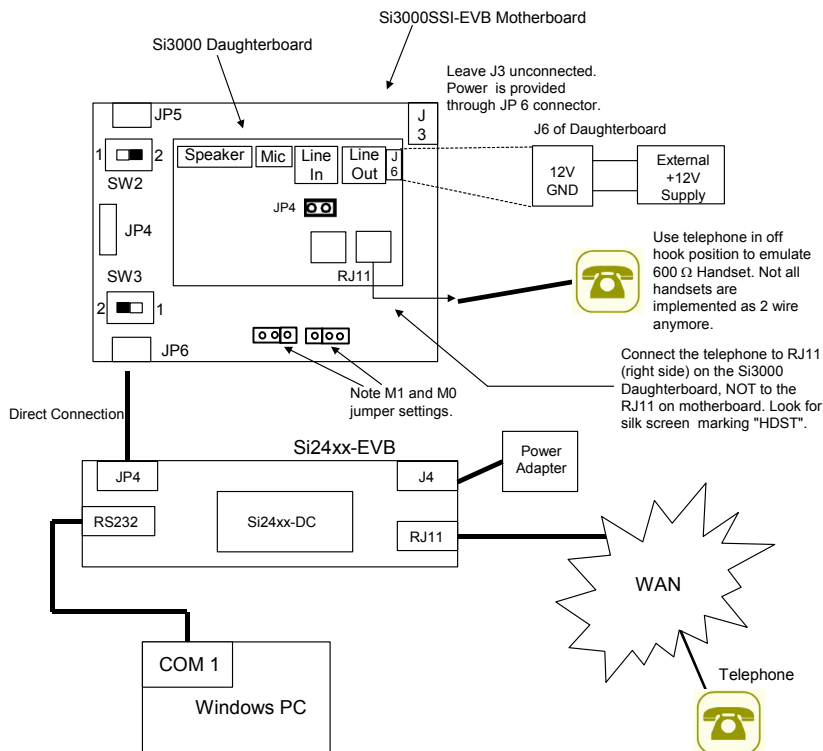 Si3000SSI-EVB Motherboard
Si3000 Daughterboard
Leave J3 unconnected.
Power is provided
through JP 6 connector.
JP5
J
3
J6 of Daughterboard
1
2
SW2
Speaker
Mic
Line
In
Line
Out
J
6
12V
GND
External
+12V
Supply
JP4
JP4
RJ11
SW3
2
1
JP6
Use telephone in off
hook position to emulate
600 Ω Handset. Not all
handsets are
implemented as 2 wire
anymore.
Note M1 and M0
jumper settings.
Connect the telephone to RJ11
(right side) on the Si3000
Daughterboard, NOT to the
RJ11 on motherboard. Look for
silk screen marking "HDST".
Direct Connection
Si24xx-EVB
JP4
J4
Power
Adapter
RS232
Si24xx-DC
RJ11
WAN
COM 1
Windows PC
Telephone